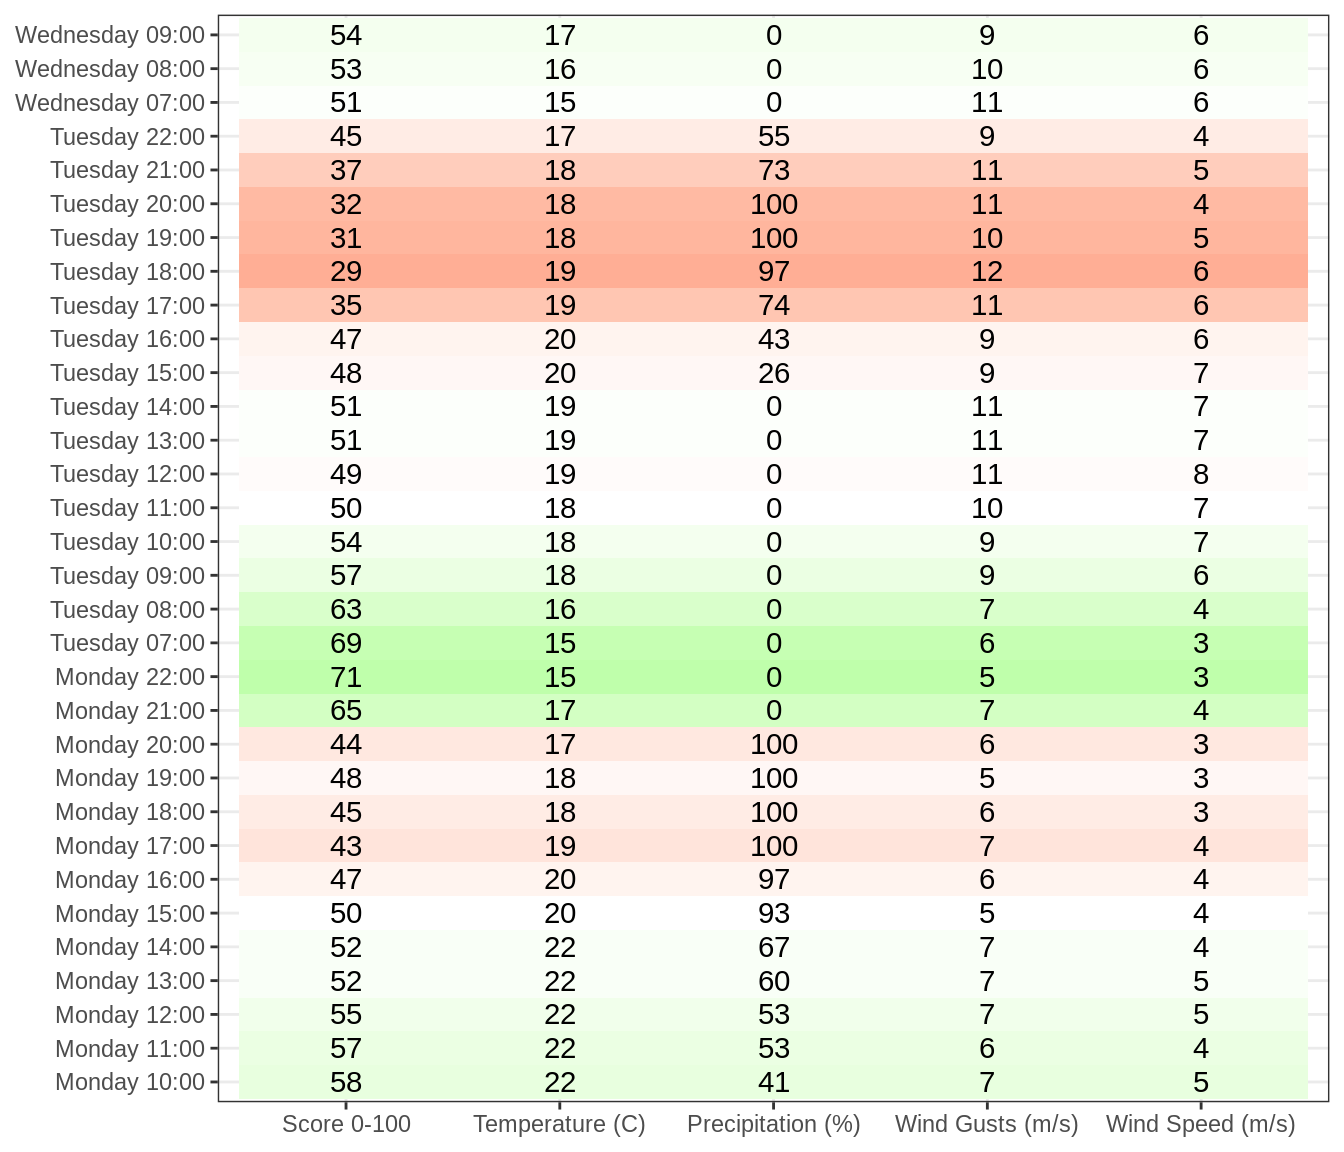 Wednesday 09:00 54 17 0 9 6
Wednesday 08:00 53 16 0 10 6
Wednesday 07:00 51 15 0 11 6
Tuesday 22:00 45 17 55 9 4
Tuesday 21:00 37 18 73 11 5
Tuesday 20:00 32 18 100 11 4
Tuesday 19:00 31 18 100 10 5
Tuesday 18:00 29 19 97 12 6
Tuesday 17:00 35 19 74 11 6
Tuesday 16:00 47 20 43 9 6
Tuesday 15:00 48 20 26 9 7
Tuesday 14:00 51 19 0 11 7
Tuesday 13:00 51 19 0 11 7
Tuesday 12:00 49 19 0 11 8
Tuesday 11:00 50 18 0 10 7
Tuesday 10:00 54 18 0 9 7
Tuesday 09:00 57 18 0 9 6
Tuesday 08:00 63 16 0 7 4
Tuesday 07:00 69 15 0 6 3
Monday 22:00 71 15 0 5 3
Monday 21:00 65 17 0 7 4
Monday 20:00 44 17 100 6 3
Monday 19:00 48 18 100 5 3
Monday 18:00 45 18 100 6 3
Monday 17:00 43 19 100 7 4
Monday 16:00 47 20 97 6 4
Monday 15:00 50 20 93 5 4
Monday 14:00 52 22 67 7 4
Monday 13:00 52 22 60 7 5
Monday 12:00 55 22 53 7 5
Monday 11:00 57 22 53 6 4
Monday 10:00 58 22 41 7 5
Score 0-100 Temperature (C) Precipitation (%) Wind Gusts (m/s) Wind Speed (m/s)